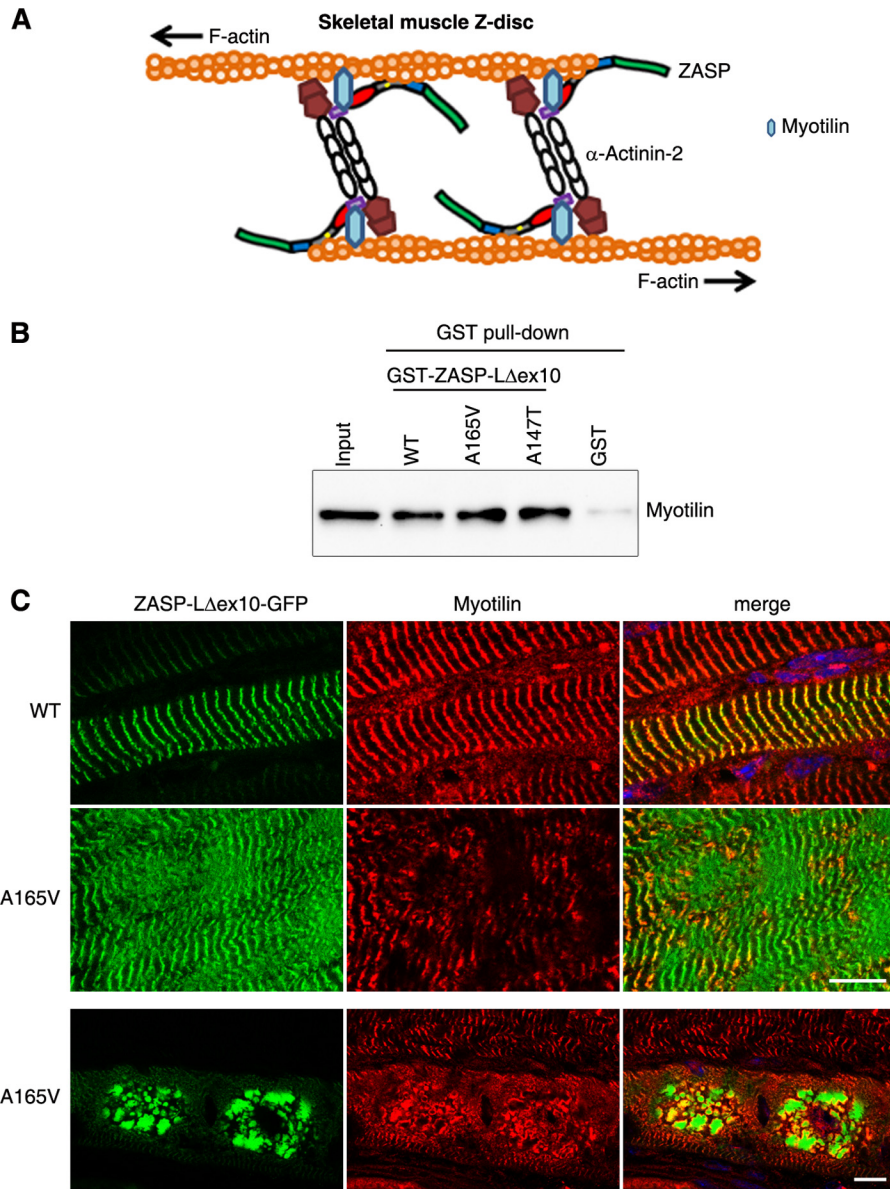 A
Skeletal muscle Z-disc
F-actin
ZASP
Myotilin
α-Actinin-2
F-actin
B
GST pull-down
GST-ZASP-LΔex10
Input
WT
A165V
A147T
GST
Myotilin
C
ZASP-LΔex10-GFP
Myotilin
merge
WT
A165V
A165V